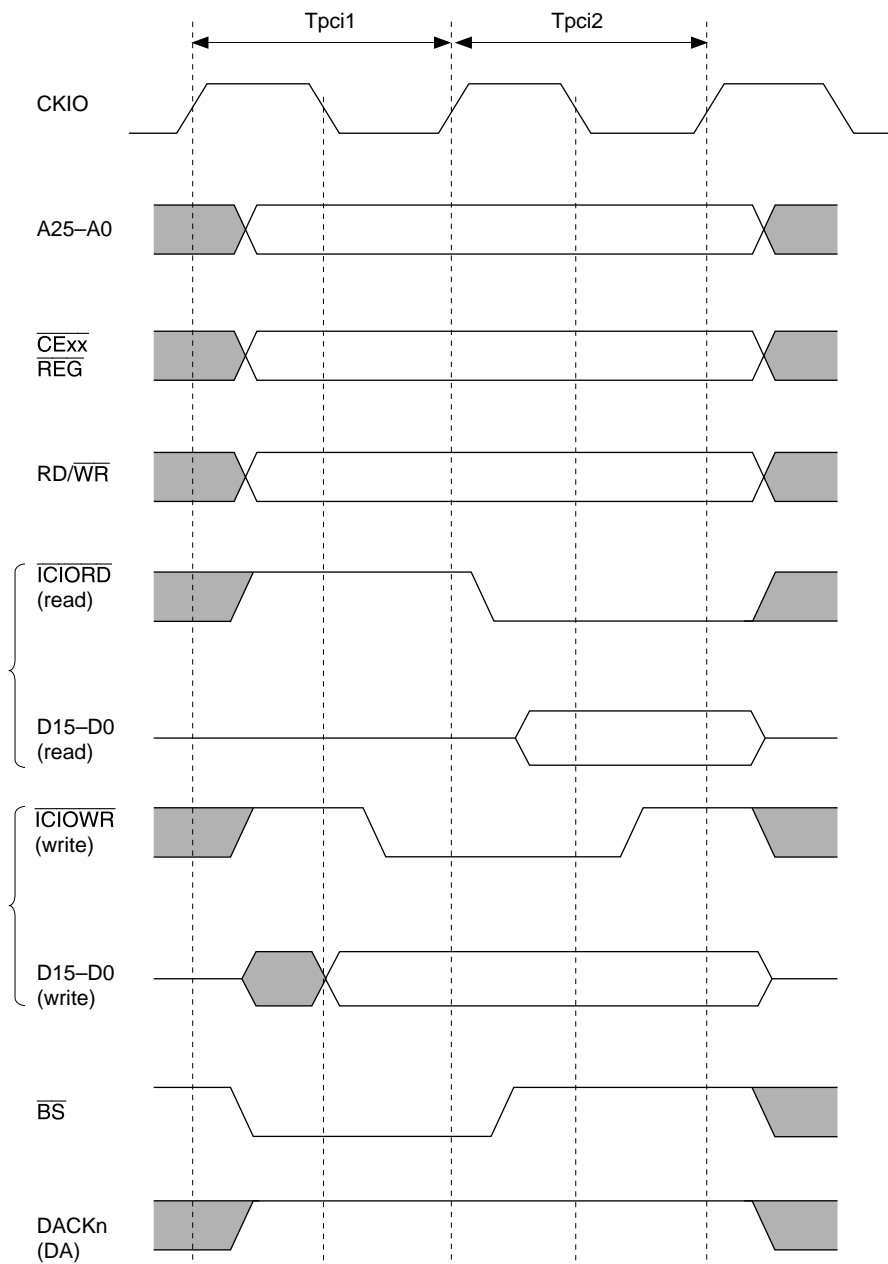 Tpci1
Tpci2
CKIO
A25–A0
CExx
REG
RD/WR
ICIORD
(read)
D15–D0
(read)
ICIOWR
(write)
D15–D0
(write)
BS
DACKn
(DA)